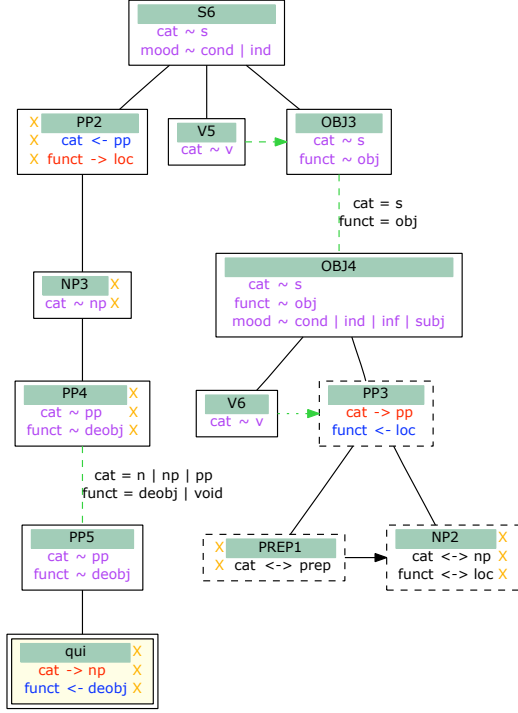 S6
cat ~ s
mood ~ cond | ind
X PP2
X cat <- pp
X funct -> loc
V5
cat ~ v
OBJ3
cat ~ s
funct ~ obj
cat = s
funct = obj
NP3 X
cat ~ np X
OBJ4
cat ~ s
funct ~ obj
mood ~ cond | ind | inf | subj
PP4 X
cat ~ pp X
funct ~ deobj X
V6
cat ~ v
PP3
cat -> pp
funct <- loc
cat = n | np | pp
funct = deobj | void
PP5
cat ~ pp
funct ~ deobj
X PREP1
X cat <-> prep
NP2 X
cat <-> np X
funct <-> loc X
qui X
cat -> np X
funct <- deobj X